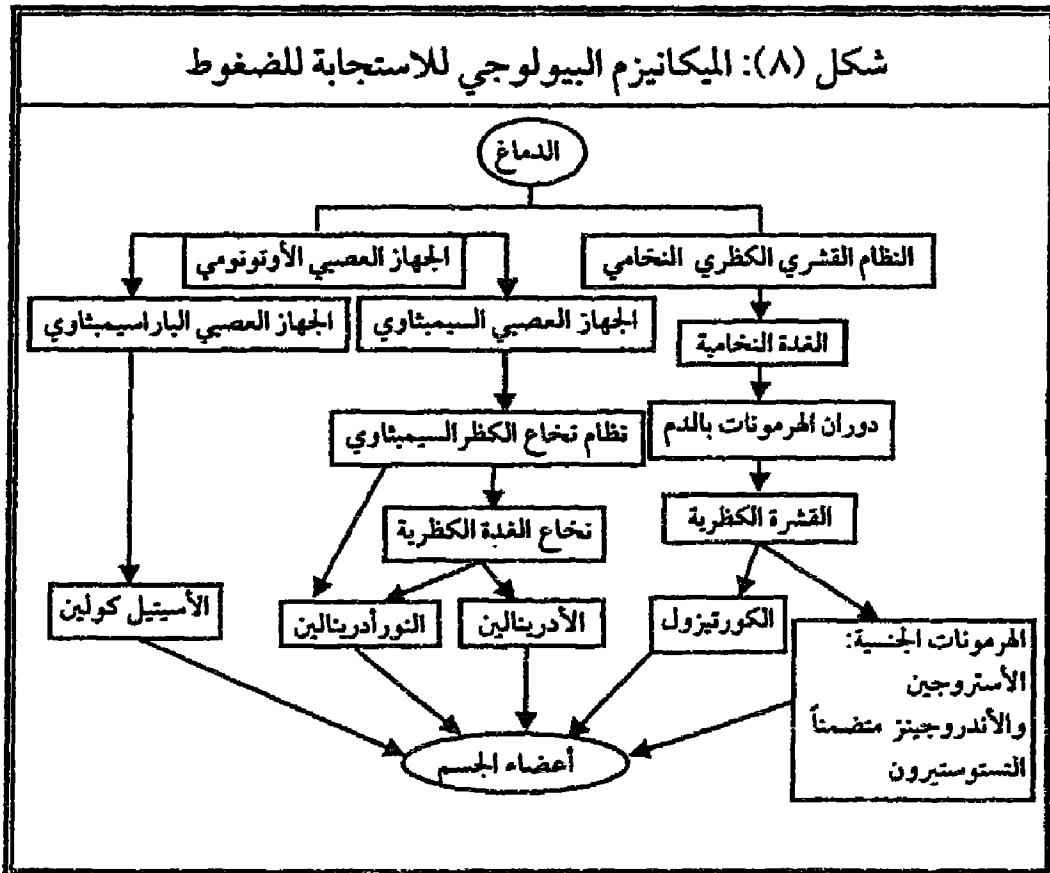 شكل (٨): الميكانيزم البيولوجي للاستجابة للضغوط
الدماغ
النظام القشري الكظري النخامي
الجهاز العصبي الأوتونومي
الغدة النخامية
الجهاز العصبي السيمبثاوي
الجهاز العصبي الباراسيمبثاوي
دوران الهرمونات بالدم
نظام نخاع الكظر السيمبثاوي
القشرة الكظرية
نخاع الغدة الكظرية
الهرمونات الجنسية:
الأستروجين
والأندروجينز متضمناً
التستوستيرون
الكورتيزول
الأدرينالين
النورأدرينالين
الأسيتيل كولين
أعضاء الجسم